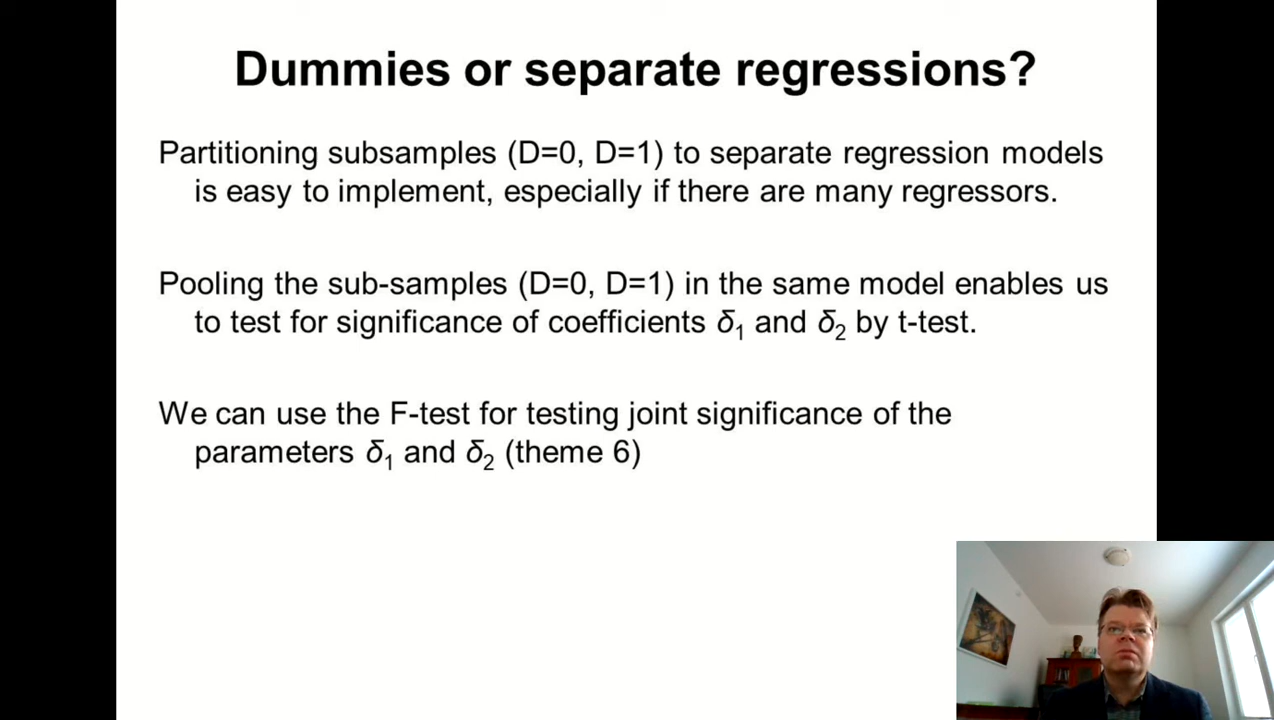 Dummies or separate regressions?
Partitioning subsamples (D=0, D=1) to separate regression models
is easy to implement, especially if there are many regressors.
Pooling the sub-samples (D=0, D=1) in the same model enables us
to test for significance of coefficients δ₁ and δ₂ by t-test.
We can use the F-test for testing joint significance of the
parameters δ₁ and δ₂ (theme 6)